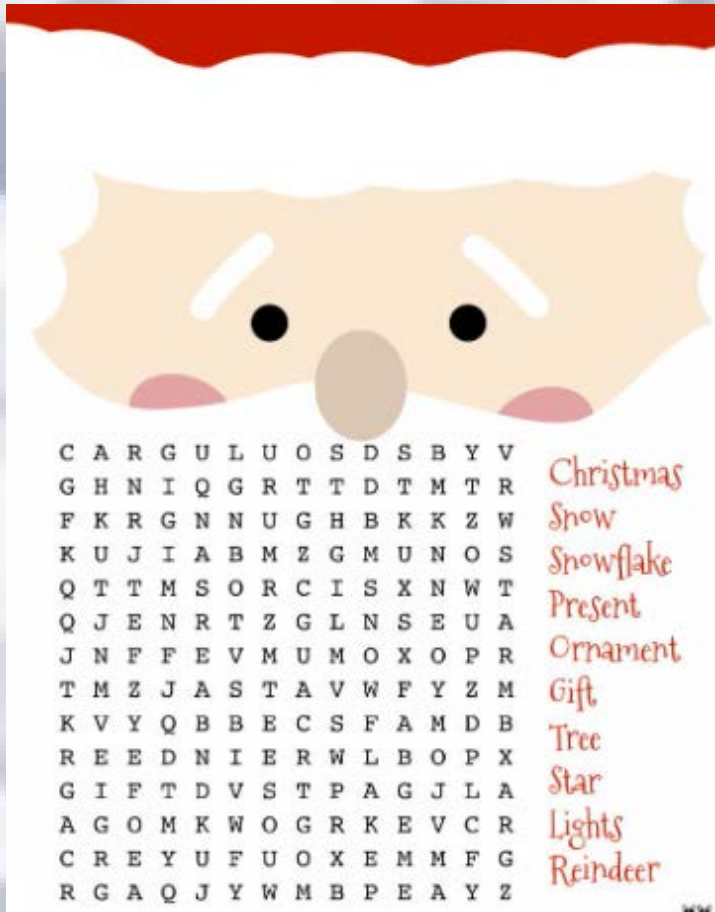 C A R G U L U O S D S B Y V
G H N I Q G R T T D T M T R
F K R G N N U G H B K K Z W
K U J I A B M Z G M U N O S
Q T T M S O R C I S X N W T
Q J E N R T Z G L N S E U A
J N F F E V M U M O X O P R
T M Z J A S T A V W F Y Z M
K V Y Q B B E C S F A M D B
R E E D N I E R W L B O P X
G I F T D V S T P A G J L A
A G O M K W O G R K E V C R
C R E Y U F U O X E M M F G
R G A Q J Y W M B P E A Y Z
Christmas
Snow
Snowflake
Present
Ornament
Gift
Tree
Star
Lights
Reindeer